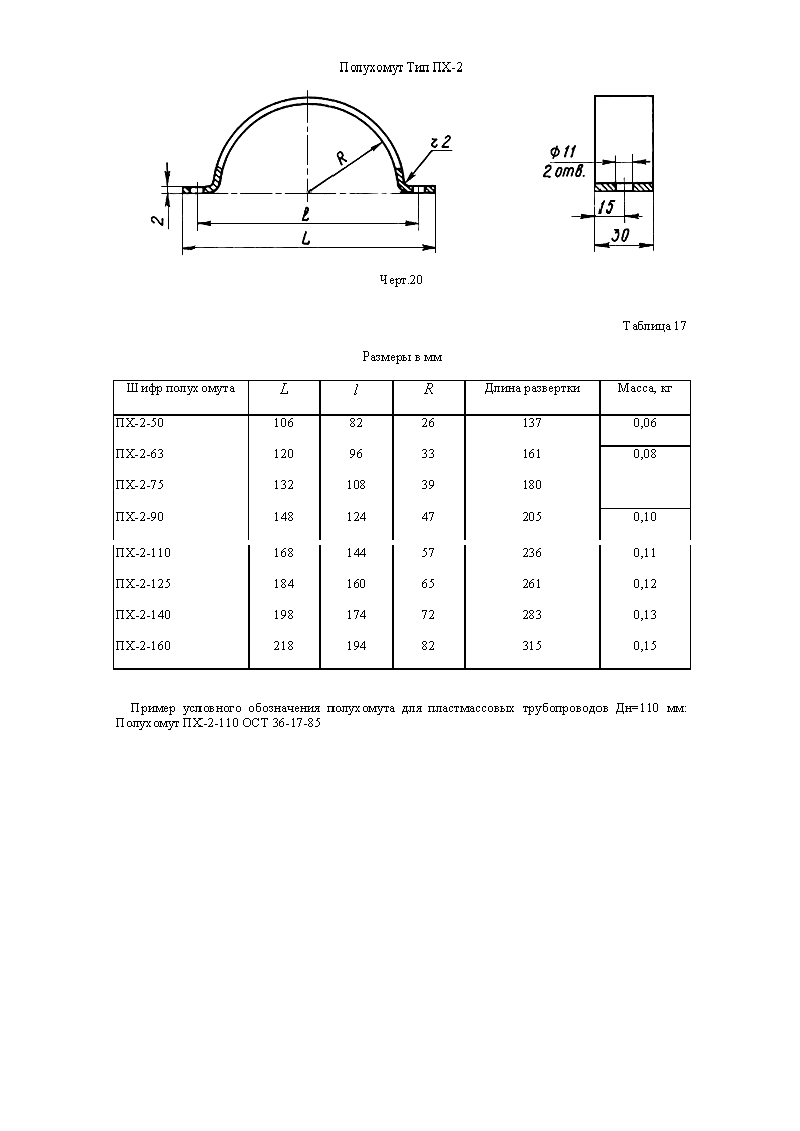 Полухомут Тип ПХ-2
R
r 2
2
l
L
Ф11
2 отв.
15
30
Черт.20
Таблица 17
Размеры в мм
Шифр полухомута L l R Длина развертки Масса, кг
ПХ-2-50 106 82 26 137 0,06
ПХ-2-63 120 96 33 161 0,08
ПХ-2-75 132 108 39 180
ПХ-2-90 148 124 47 205 0,10
ПХ-2-110 168 144 57 236 0,11
ПХ-2-125 184 160 65 261 0,12
ПХ-2-140 198 174 72 283 0,13
ПХ-2-160 218 194 82 315 0,15
Пример условного обозначения полухомута для пластмассовых трубопроводов Дн=110 мм:
Полухомут ПХ-2-110 ОСТ 36-17-85